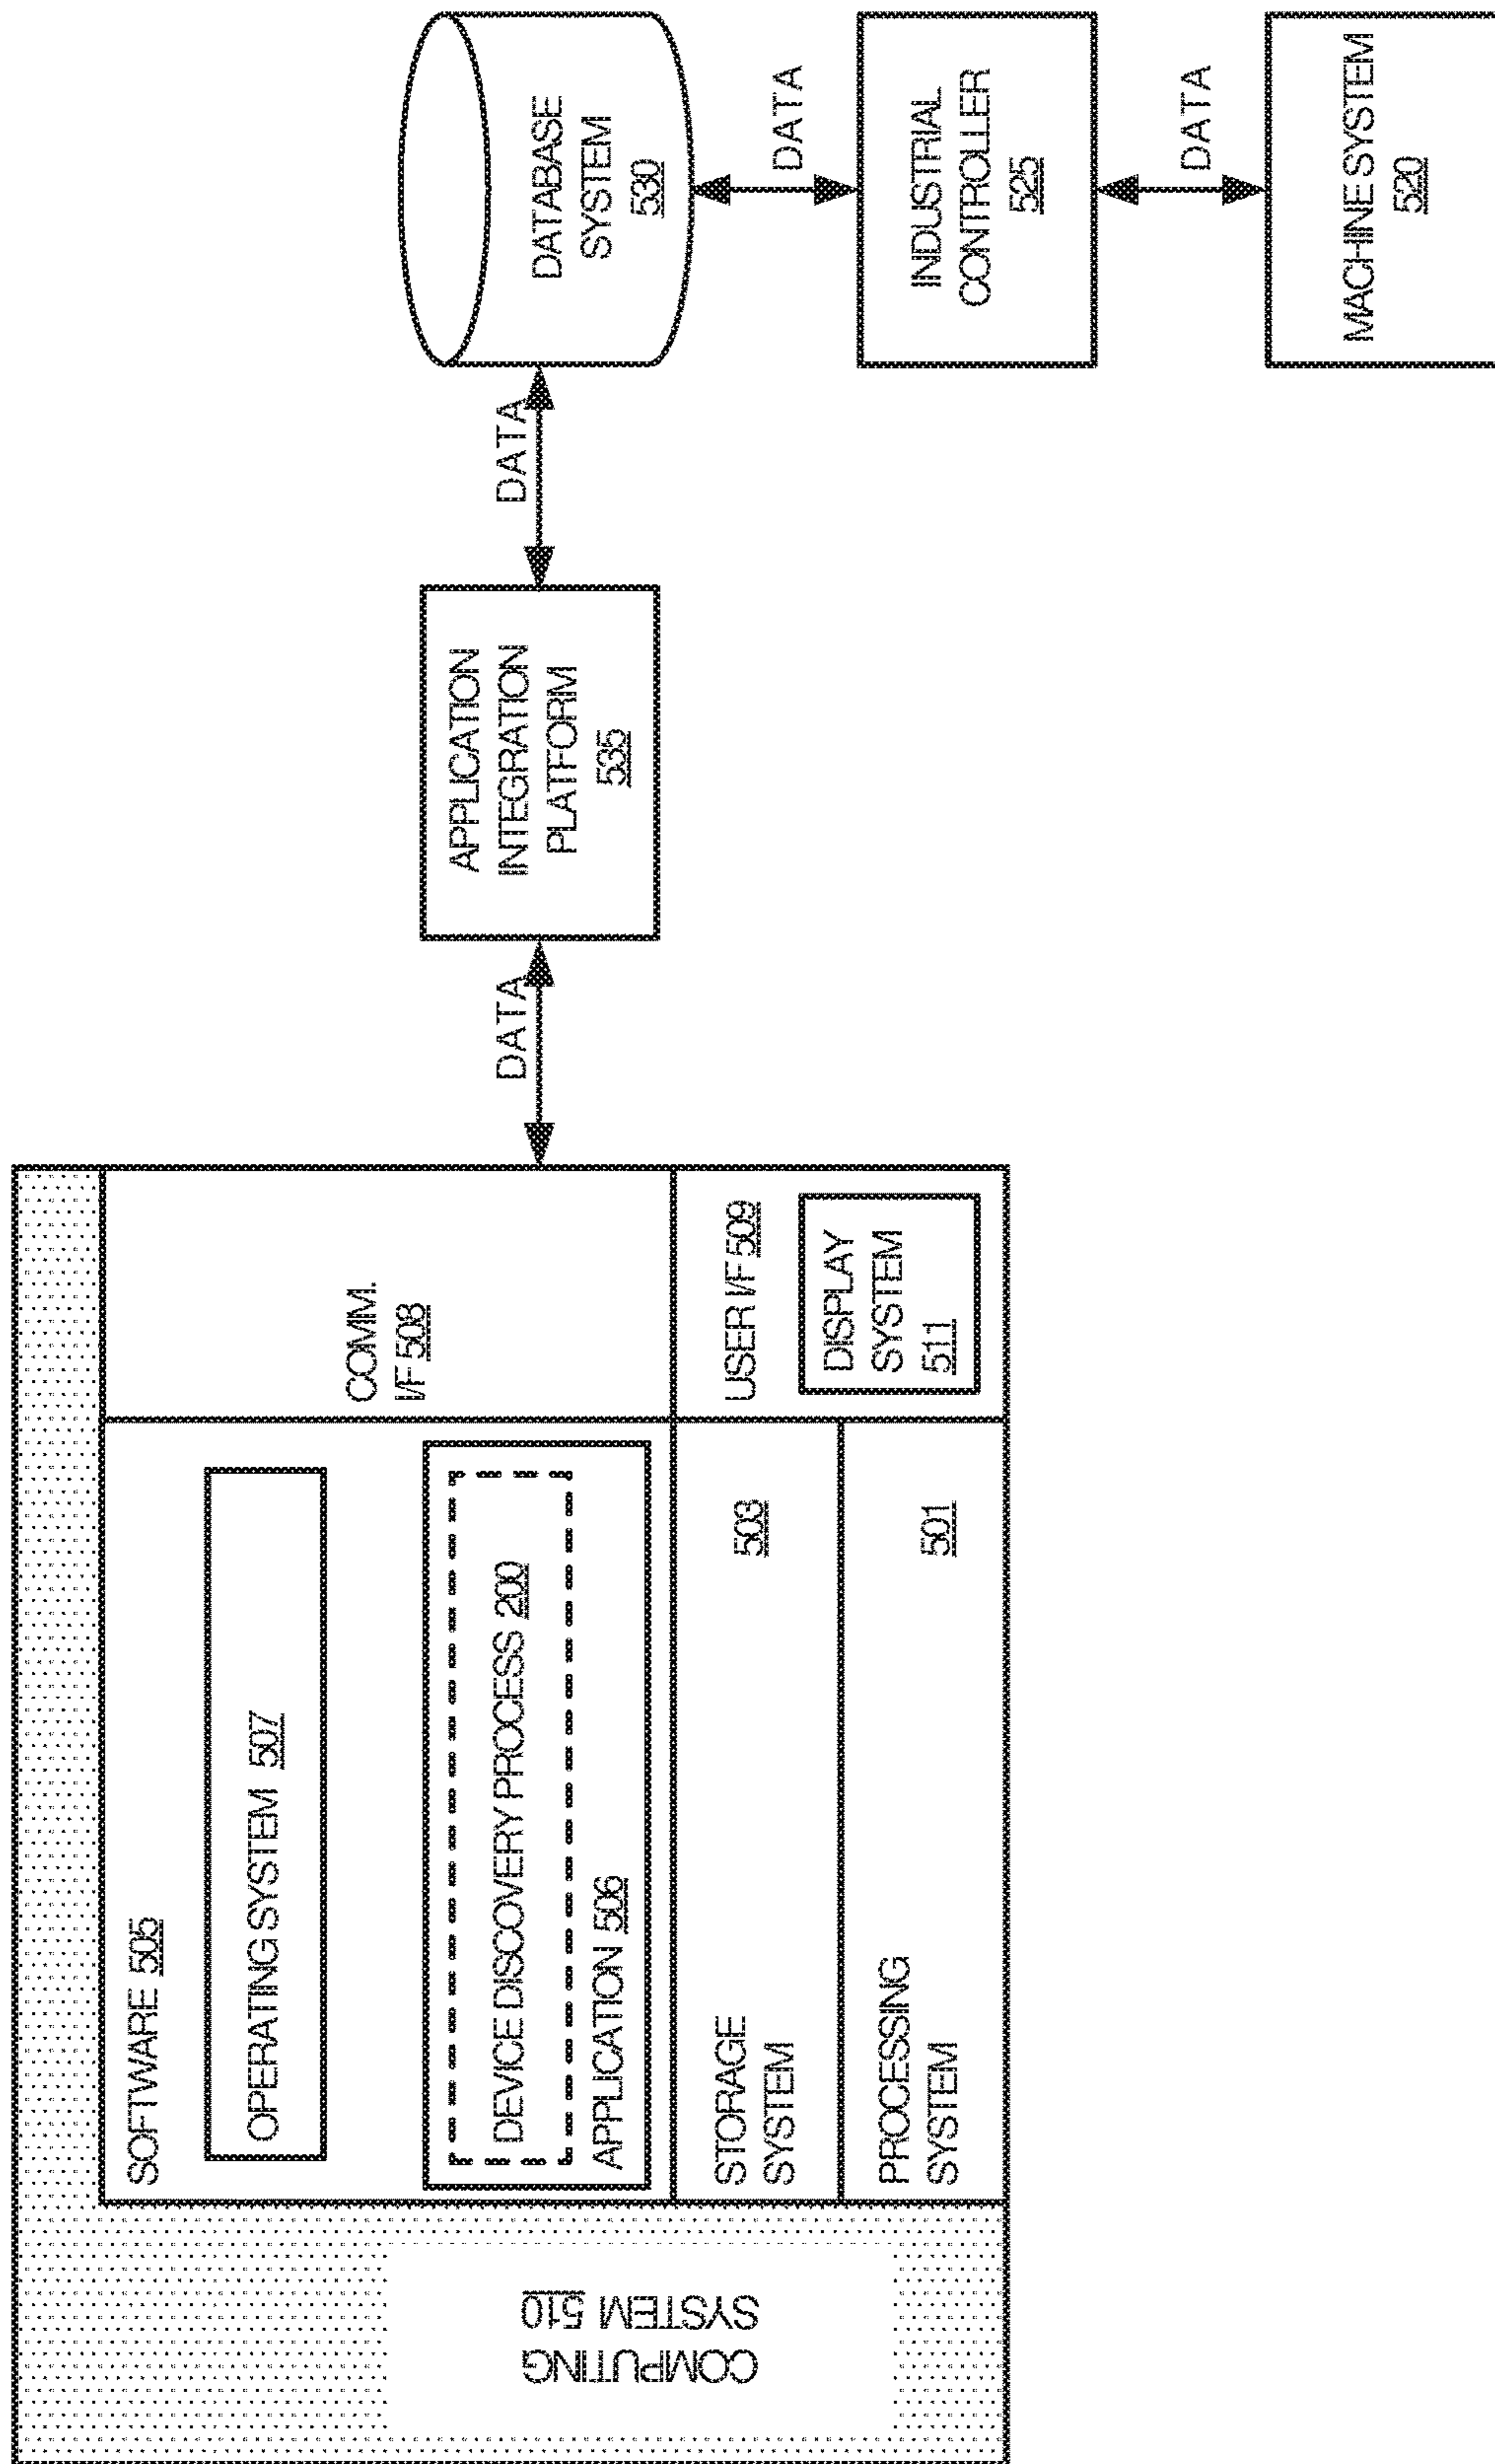 COMPUTING
SYSTEM 510
SOFTWARE 505
OPERATING SYSTEM 507
DEVICE DISCOVERY PROCESS 200
APPLICATION 506
STORAGE
SYSTEM
503
PROCESSING
SYSTEM
501
COMM.
I/F 508
USER I/F 509
DISPLAY
SYSTEM
511
DATA
APPLICATION
INTEGRATION
PLATFORM
535
DATA
DATABASE
SYSTEM
530
DATA
INDUSTRIAL
CONTROLLER
525
DATA
MACHINE SYSTEM
520